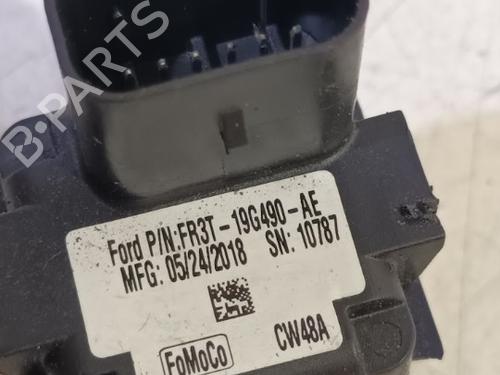 B-PARTS
Ford P/N:FR3T-19G490-AE
MFG: 05/24/2018 SN: 10787
CW48A
FoMoCo